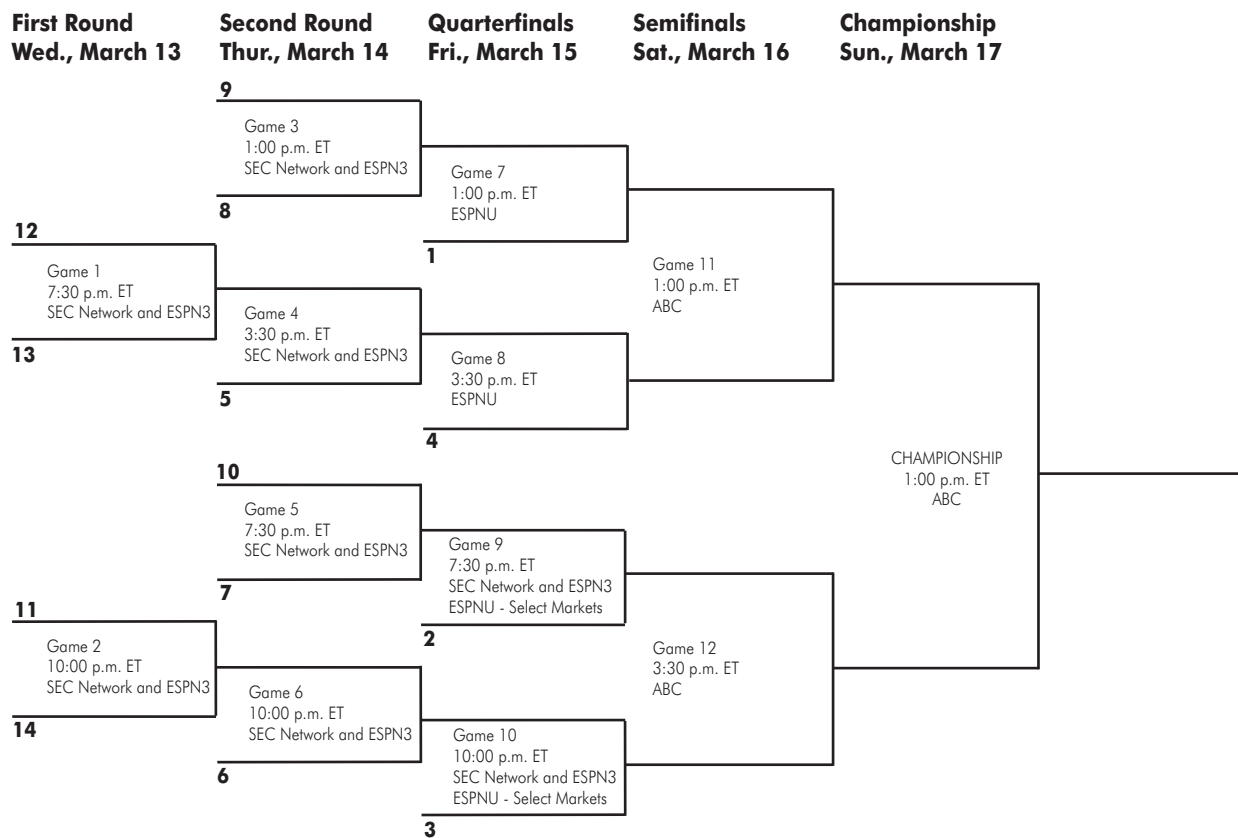 First Round
Wed., March 13
Second Round
Thur., March 14
Quarterfinals
Fri., March 15
Semifinals
Sat., March 16
Championship
Sun., March 17
12
Game 1
7:30 p.m. ET
SEC Network and ESPN3
13
11
Game 2
10:00 p.m. ET
SEC Network and ESPN3
14
9
Game 3
1:00 p.m. ET
SEC Network and ESPN3
8
Game 4
3:30 p.m. ET
SEC Network and ESPN3
5
10
Game 5
7:30 p.m. ET
SEC Network and ESPN3
7
Game 6
10:00 p.m. ET
SEC Network and ESPN3
6
Game 7
1:00 p.m. ET
ESPNU
1
Game 8
3:30 p.m. ET
ESPNU
4
Game 9
7:30 p.m. ET
SEC Network and ESPN3
ESPNU - Select Markets
2
Game 10
10:00 p.m. ET
SEC Network and ESPN3
ESPNU - Select Markets
3
Game 11
1:00 p.m. ET
ABC
Game 12
3:30 p.m. ET
ABC
CHAMPIONSHIP
1:00 p.m. ET
ABC